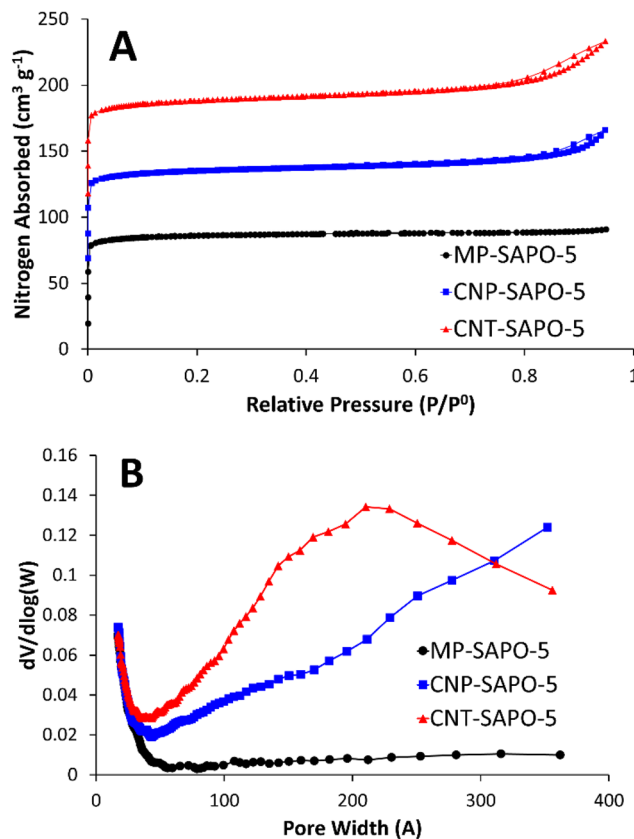 A
Nitrogen Absorbed (cm³ g⁻¹)
250
200
150
100
50
0
MP-SAPO-5
CNP-SAPO-5
CNT-SAPO-5
0
0.2
0.4
0.6
0.8
1
Relative Pressure (P/P⁰)
B
dV/dlog(W)
0.16
0.14
0.12
0.1
0.08
0.06
0.04
0.02
0
MP-SAPO-5
CNP-SAPO-5
CNT-SAPO-5
0
100
200
300
400
Pore Width (A)